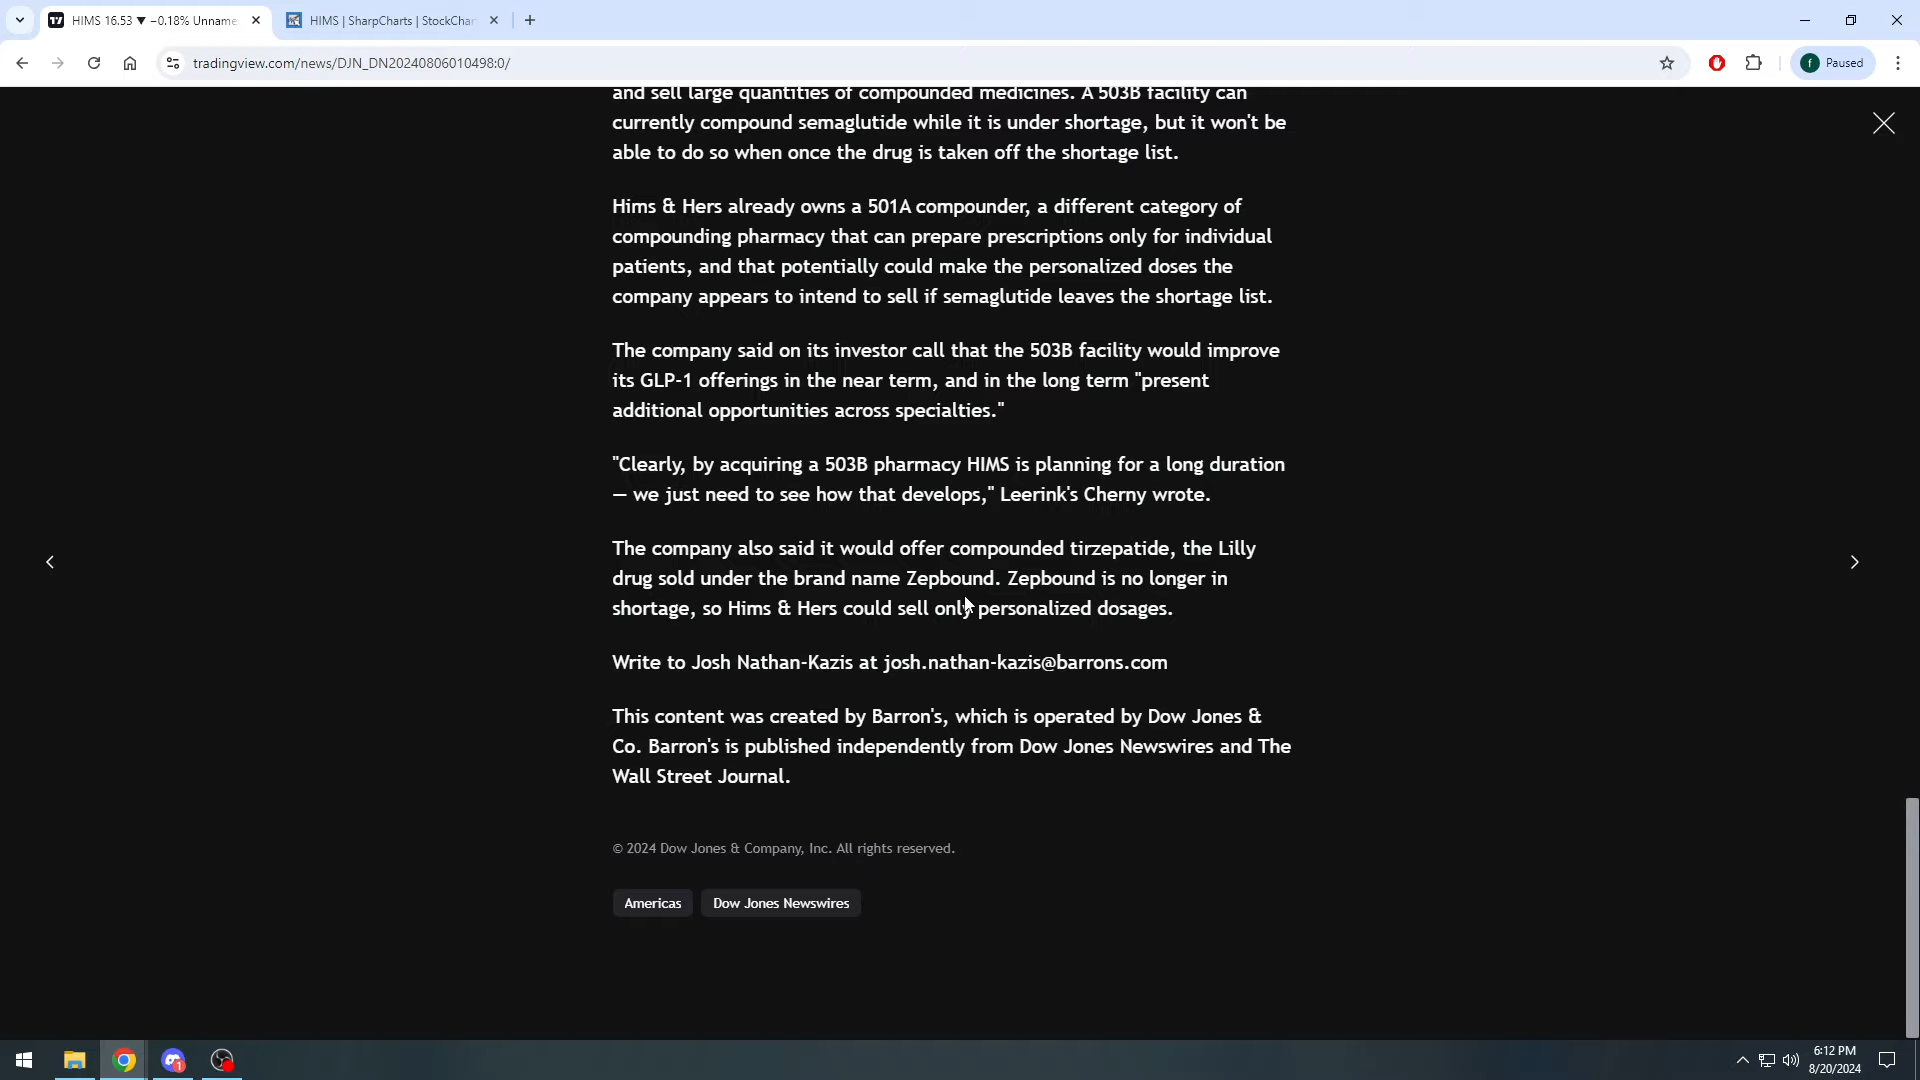 HIMS 16.53 ▼ −0.18% Unname
HIMS | SharpCharts | StockChar
tradingview.com/news/DJN_DN20240806010498:0/
f Paused
and sell large quantities of compounded medicines. A 503B facility can
currently compound semaglutide while it is under shortage, but it won't be
able to do so when once the drug is taken off the shortage list.
Hims & Hers already owns a 501A compounder, a different category of
compounding pharmacy that can prepare prescriptions only for individual
patients, and that potentially could make the personalized doses the
company appears to intend to sell if semaglutide leaves the shortage list.
The company said on its investor call that the 503B facility would improve
its GLP-1 offerings in the near term, and in the long term "present
additional opportunities across specialties."
"Clearly, by acquiring a 503B pharmacy HIMS is planning for a long duration
— we just need to see how that develops," Leerink's Cherny wrote.
The company also said it would offer compounded tirzepatide, the Lilly
drug sold under the brand name Zepbound. Zepbound is no longer in
shortage, so Hims & Hers could sell only personalized dosages.
Write to Josh Nathan-Kazis at josh.nathan-kazis@barrons.com
This content was created by Barron's, which is operated by Dow Jones &
Co. Barron's is published independently from Dow Jones Newswires and The
Wall Street Journal.
© 2024 Dow Jones & Company, Inc. All rights reserved.
Americas
Dow Jones Newswires
1
6:12 PM
8/20/2024